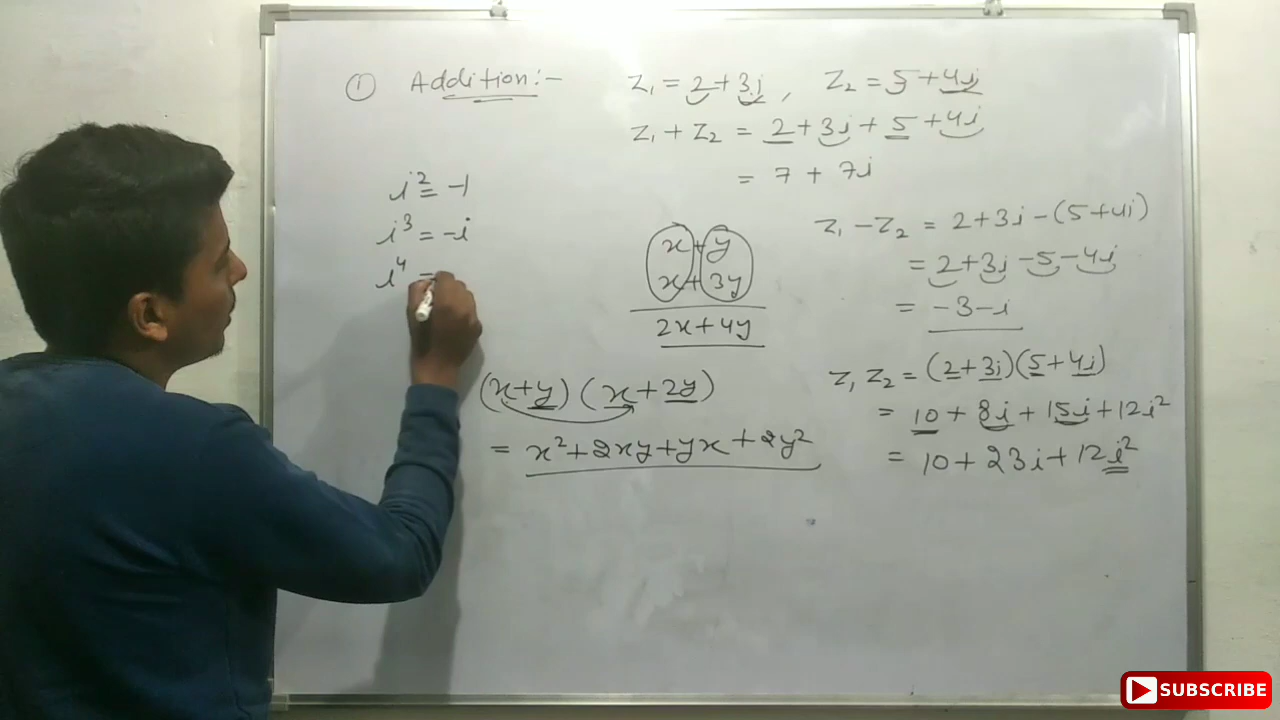 ① Addition :-
z₁ = 2 + 3i , z₂ = 5 + 4i
z₁ + z₂ = 2 + 3i + 5 + 4i
= 7 + 7i
i² = -1
i³ = -i
i⁴ =
x + y
x + 3y
2x + 4y
z₁ - z₂ = 2 + 3i - (5 + 4i)
= 2 + 3i - 5 - 4i
= -3 - i
(x + y) (x + 2y)
= x² + 2xy + yx + 2y²
z₁ z₂ = (2 + 3i)(5 + 4i)
= 10 + 8i + 15i + 12i²
= 10 + 23i + 12i²
SUBSCRIBE